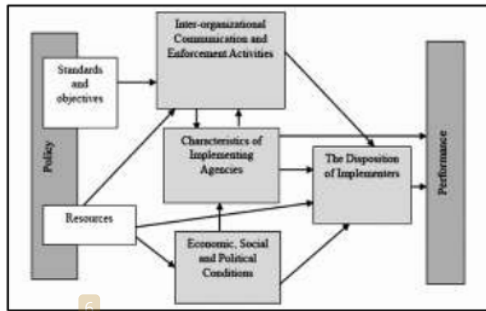 Inter-organizational
Communication and
Enforcement Activities
Standards
and
objectives
Policy
Characteristics of
Implementing
Agencies
The Disposition
of Implementers
Performance
Resources
Economic, Social
and Political
Conditions
6